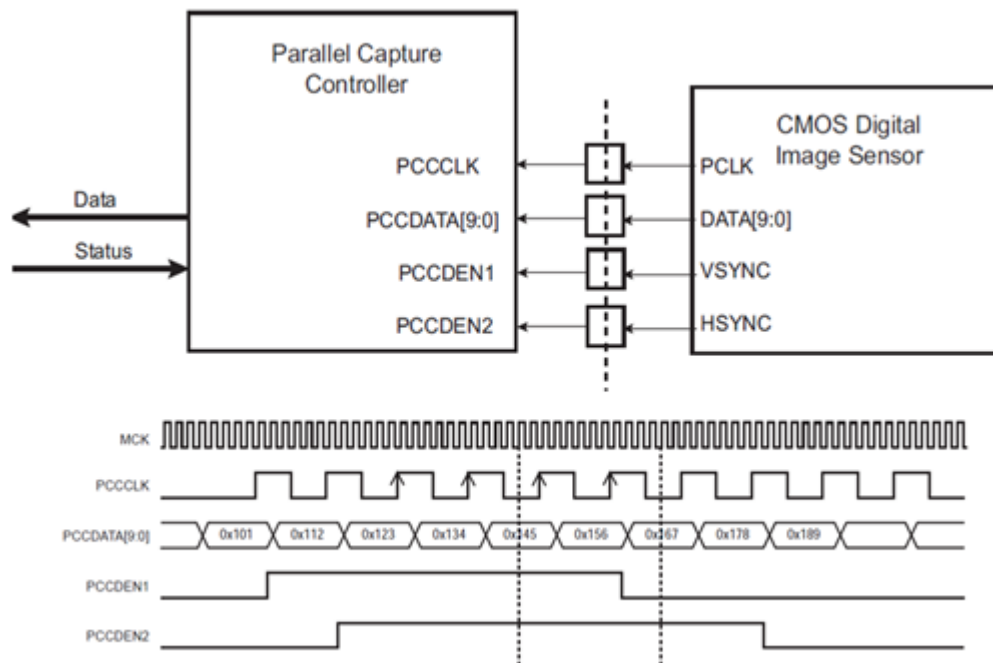 Parallel Capture
Controller
CMOS Digital
Image Sensor
PCCCLK
PCLK
Data
PCCDATA[9:0]
DATA[9:0]
Status
PCCDEN1
VSYNC
PCCDEN2
HSYNC
MCK
PCCCLK
PCCDATA[9:0]
0x101 0x112 0x123 0x134 0x145 0x156 0x167 0x178 0x189
PCCDEN1
PCCDEN2